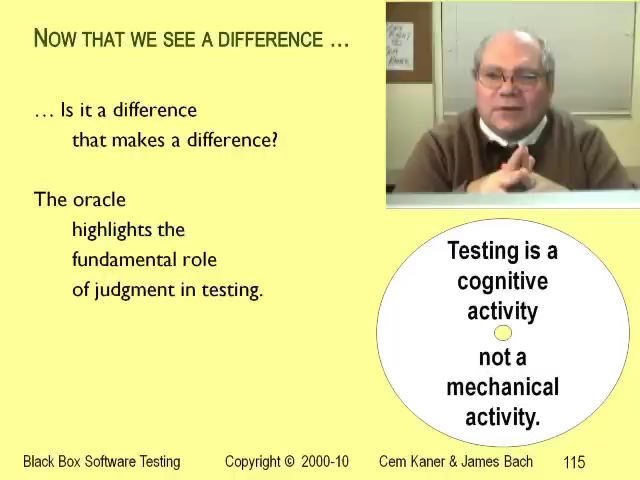 NOW THAT WE SEE A DIFFERENCE …
… Is it a difference
that makes a difference?
The oracle
highlights the
fundamental role
of judgment in testing.
Testing is a
cognitive
activity
not a
mechanical
activity.
Black Box Software Testing Copyright © 2000-10 Cem Kaner & James Bach 115